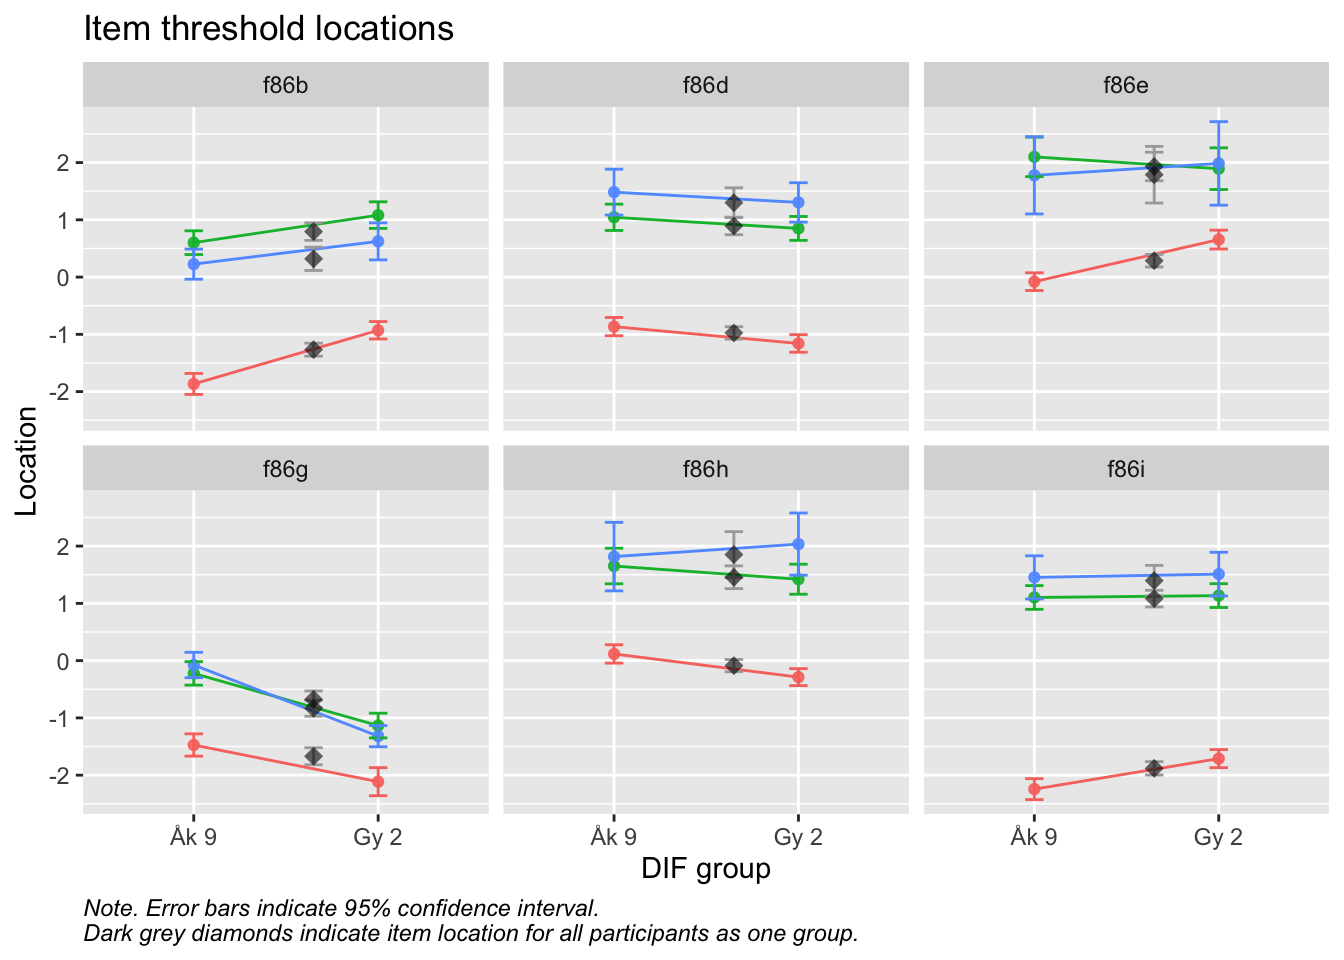 Item threshold locations
f86b
f86d
f86e
2
1
0
-1
-2
Location
f86g
f86h
f86i
2
1
0
-1
-2
Åk 9
Gy 2
Åk 9
Gy 2
Åk 9
Gy 2
DIF group
Note. Error bars indicate 95% confidence interval.
Dark grey diamonds indicate item location for all participants as one group.